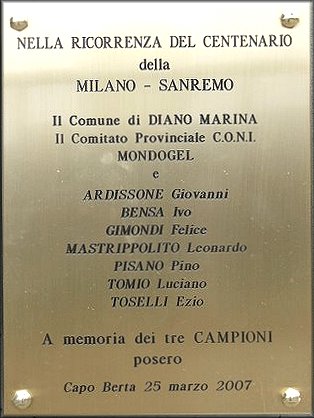 NELLA RICORRENZA DEL CENTENARIO
della
MILANO - SANREMO
Il Comune di DIANO MARINA
Il Comitato Provinciale C.O.N.I.
MONDOGEL
e
ARDISSONE Giovanni
BENSA Ivo
GIMONDI Felice
MASTRIPPOLITO Leonardo
PISANO Pino
TOMIO Luciano
TOSELLI Ezio
A memoria dei tre CAMPIONI
posero
Capo Berta 25 marzo 2007